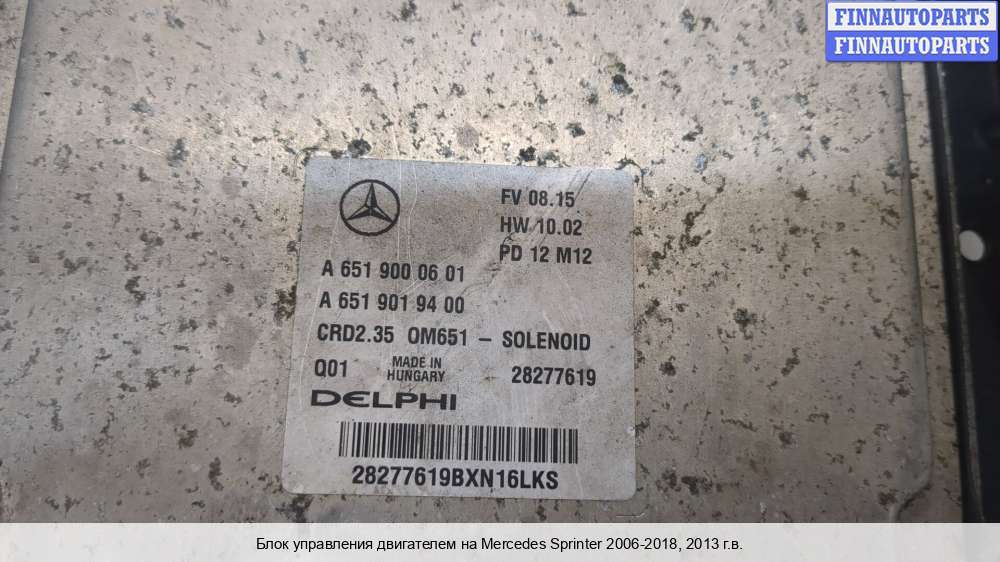 FINNAUTOPARTS
FINNAUTOPARTS
FV 08.15
HW 10.02
PD 12 M12
A 651 900 06 01
A 651 901 94 00
CRD2.35 OM651 – SOLENOID
Q01 MADE IN HUNGARY 28277619
DELPHI
28277619BXN16LKS
Блок управления двигателем на Mercedes Sprinter 2006-2018, 2013 г.в.